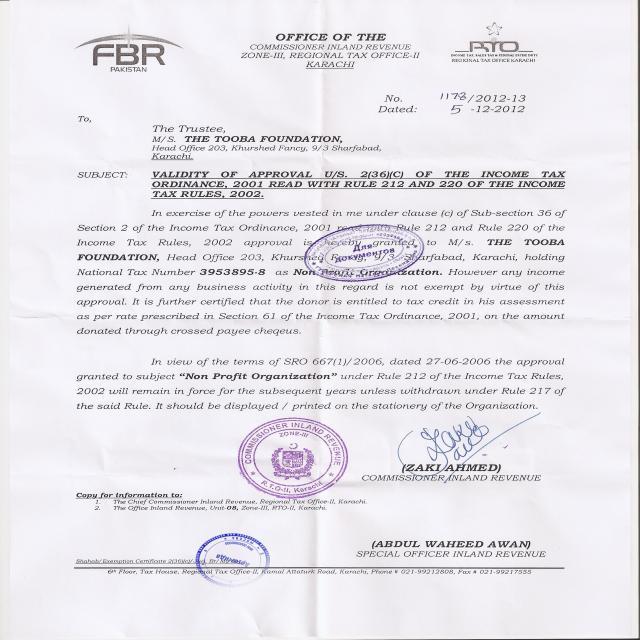 FBR
PAKISTAN
OFFICE OF THE
COMMISSIONER INLAND REVENUE
ZONE-III, REGIONAL TAX OFFICE-II
KARACHI
RTO
INCOME TAX, SALES TAX & FEDERAL EXCISE DUTY
REGIONAL TAX OFFICE KARACHI
No. 1178/2012-13
Dated: 5 -12-2012
To,
The Trustee,
M/S. THE TOOBA FOUNDATION,
Head Office 203, Khurshed Fancy, 9/3 Sharfabad,
Karachi.
SUBJECT: VALIDITY OF APPROVAL U/S. 2(36)(C) OF THE INCOME TAX
ORDINANCE, 2001 READ WITH RULE 212 AND 220 OF THE INCOME
TAX RULES, 2002.
In exercise of the powers vested in me under clause (c) of Sub-section 36 of
Section 2 of the Income Tax Ordinance, 2001 read with Rule 212 and Rule 220 of the
Income Tax Rules, 2002 approval is hereby granted to M/s. THE TOOBA
FOUNDATION, Head Office 203, Khurshed Fancy, 9/3 Sharfabad, Karachi, holding
National Tax Number 3953895-8 as Non Profit Organization. However any income
generated from any business activity in this regard is not exempt by virtue of this
approval. It is further certified that the donor is entitled to tax credit in his assessment
as per rate prescribed in Section 61 of the Income Tax Ordinance, 2001, on the amount
donated through crossed payee cheqeus.
Для
документов
In view of the terms of SRO 667(1)/2006, dated 27-06-2006 the approval
granted to subject "Non Profit Organization" under Rule 212 of the Income Tax Rules,
2002 will remain in force for the subsequent years unless withdrawn under Rule 217 of
the said Rule. It should be displayed / printed on the stationery of the Organization.
COMMISSIONER INLAND REVENUE
ZONE-III
R.T.O-II, Karachi
(ZAKI AHMED)
COMMISSIONER INLAND REVENUE
Copy for information to:
1. The Chief Commissioner Inland Revenue, Regional Tax Office-II, Karachi.
2. The Office Inland Revenue, Unit-08, Zone-III, RTO-II, Karachi.
(ABDUL WAHEED AWAN)
SPECIAL OFFICER INLAND REVENUE
Shahab/Exemption Certificate 2(36)(c)
6th Floor, Tax House, Regional Tax Office-II, Kamal Attaturk Road, Karachi, Phone # 021-99212808, Fax # 021-99217555